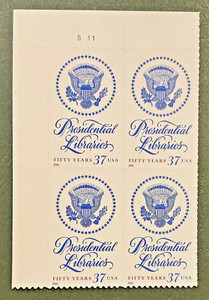 S 11
Presidential Presidential
Libraries Libraries
FIFTY YEARS 37 USA FIFTY YEARS 37 USA
Presidential Presidential
Libraries Libraries
FIFTY YEARS 37 USA FIFTY YEARS 37 USA